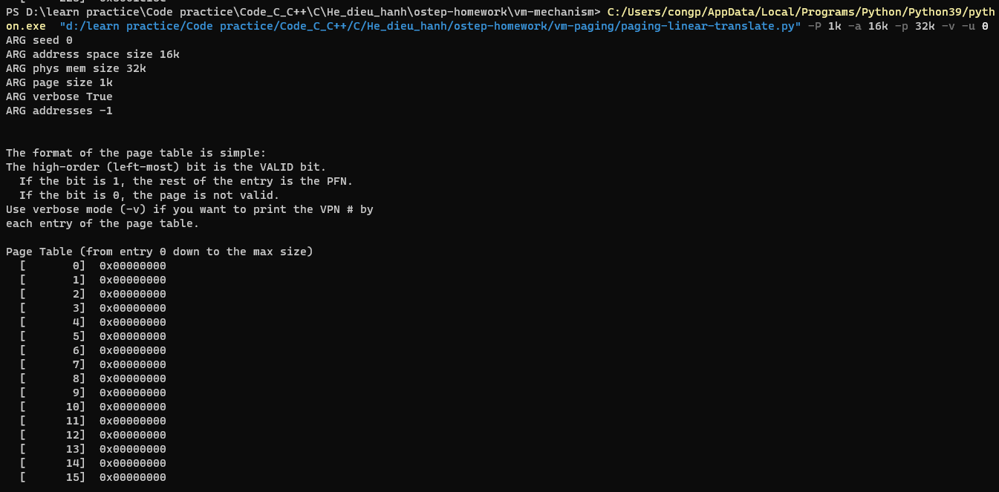 PS D:\learn practice\Code practice\Code_C_C++\C\He_dieu_hanh\ostep-homework\vm-mechanism> C:/Users/congp/AppData/Local/Programs/Python/Python39/pyth
on.exe  "d:/learn practice/Code practice/Code_C_C++/C/He_dieu_hanh/ostep-homework/vm-paging/paging-linear-translate.py" -P 1k -a 16k -p 32k -v -u 0
ARG seed 0
ARG address space size 16k
ARG phys mem size 32k
ARG page size 1k
ARG verbose True
ARG addresses -1
The format of the page table is simple:
The high-order (left-most) bit is the VALID bit.
  If the bit is 1, the rest of the entry is the PFN.
  If the bit is 0, the page is not valid.
Use verbose mode (-v) if you want to print the VPN # by
each entry of the page table.
Page Table (from entry 0 down to the max size)
  [       0]  0x00000000
  [       1]  0x00000000
  [       2]  0x00000000
  [       3]  0x00000000
  [       4]  0x00000000
  [       5]  0x00000000
  [       6]  0x00000000
  [       7]  0x00000000
  [       8]  0x00000000
  [       9]  0x00000000
  [      10]  0x00000000
  [      11]  0x00000000
  [      12]  0x00000000
  [      13]  0x00000000
  [      14]  0x00000000
  [      15]  0x00000000